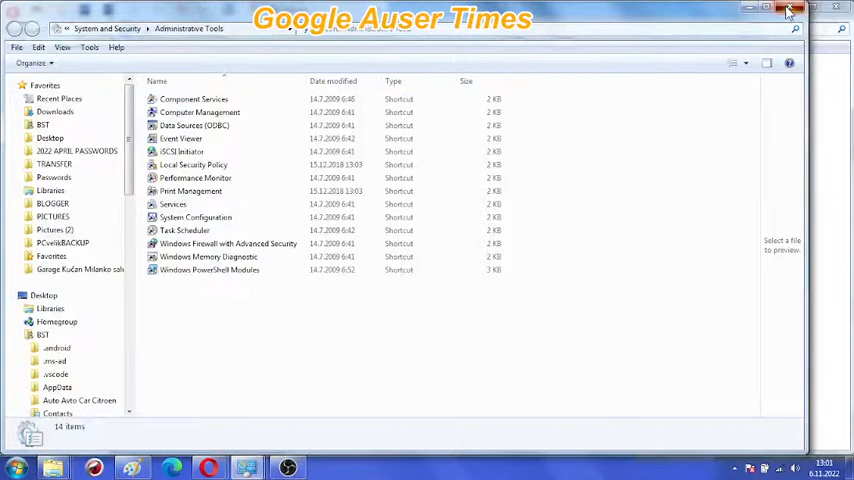 Google Auser Times
System and Security
Administrative Tools
File Edit View Tools Help
Organize
Name Date modified Type Size
Favorites
Recent Places
Downloads
BST
Desktop
2022 APRIL PASSWORDS
TRANSFER
Passwords
Libraries
BLOGGER
PICTURES
Pictures (2)
PCvelikBACKUP
Favorites
Garage Kučan Milanko sale
Desktop
Libraries
Homegroup
BST
.android
.ms-ad
.vscode
AppData
Auto Avto Car Citroen
Contacts
Component Services 14.7.2009 6:46 Shortcut 2 KB
Computer Management 14.7.2009 6:41 Shortcut 2 KB
Data Sources (ODBC) 14.7.2009 6:41 Shortcut 2 KB
Event Viewer 14.7.2009 6:42 Shortcut 2 KB
iSCSI Initiator 14.7.2009 6:41 Shortcut 2 KB
Local Security Policy 15.12.2018 13:03 Shortcut 2 KB
Performance Monitor 14.7.2009 6:41 Shortcut 2 KB
Print Management 15.12.2018 13:03 Shortcut 2 KB
Services 14.7.2009 6:41 Shortcut 2 KB
System Configuration 14.7.2009 6:41 Shortcut 2 KB
Task Scheduler 14.7.2009 6:42 Shortcut 2 KB
Windows Firewall with Advanced Security 14.7.2009 6:41 Shortcut 2 KB
Windows Memory Diagnostic 14.7.2009 6:41 Shortcut 2 KB
Windows PowerShell Modules 14.7.2009 6:52 Shortcut 3 KB
Select a file
to preview.
14 items
13:01
6.11.2022